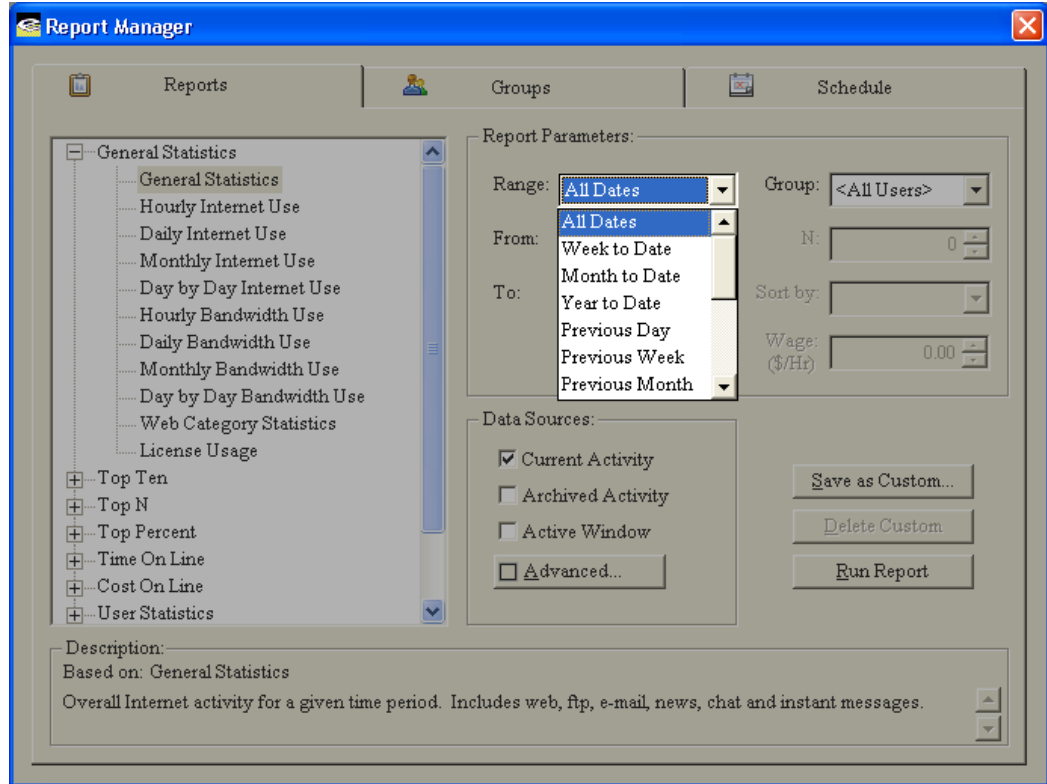 Report Manager
Reports
Groups
Schedule
General Statistics
General Statistics
Hourly Internet Use
Daily Internet Use
Monthly Internet Use
Day by Day Internet Use
Hourly Bandwidth Use
Daily Bandwidth Use
Monthly Bandwidth Use
Day by Day Bandwidth Use
Web Category Statistics
License Usage
Top Ten
Top N
Top Percent
Time On Line
Cost On Line
User Statistics
Report Parameters:
Range: All Dates
All Dates
Week to Date
Month to Date
Year to Date
Previous Day
Previous Week
Previous Month
From:
To:
Group: <All Users>
N: 0
Sort by:
Wage: 0.00
($/Hr)
Data Sources:
Current Activity
Archived Activity
Active Window
Advanced...
Save as Custom...
Delete Custom
Run Report
Description:
Based on: General Statistics
Overall Internet activity for a given time period. Includes web, ftp, e-mail, news, chat and instant messages.